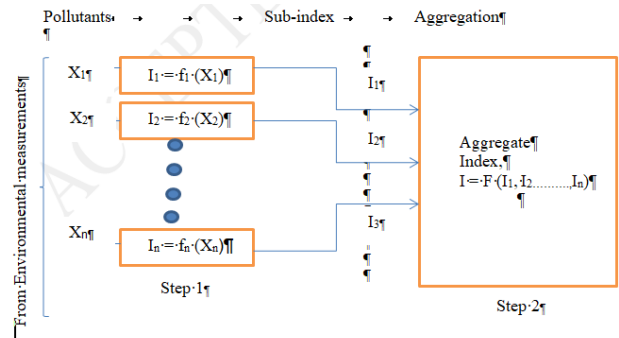 Pollutants → → Sub-index → → Aggregation¶
¶
From·Environmental·measurements¶
X₁¶ I₁·=·f₁·(X₁)¶ I₁¶
X₂¶ I₂·=·f₂·(X₂)¶ I₂¶
Aggregate¶
Index,¶
I·=·F·(I₁,·I₂.........,Iₙ)¶
¶
Xₙ¶ Iₙ·=·fₙ·(Xₙ)¶ I₃¶
Step·1¶
Step·2¶